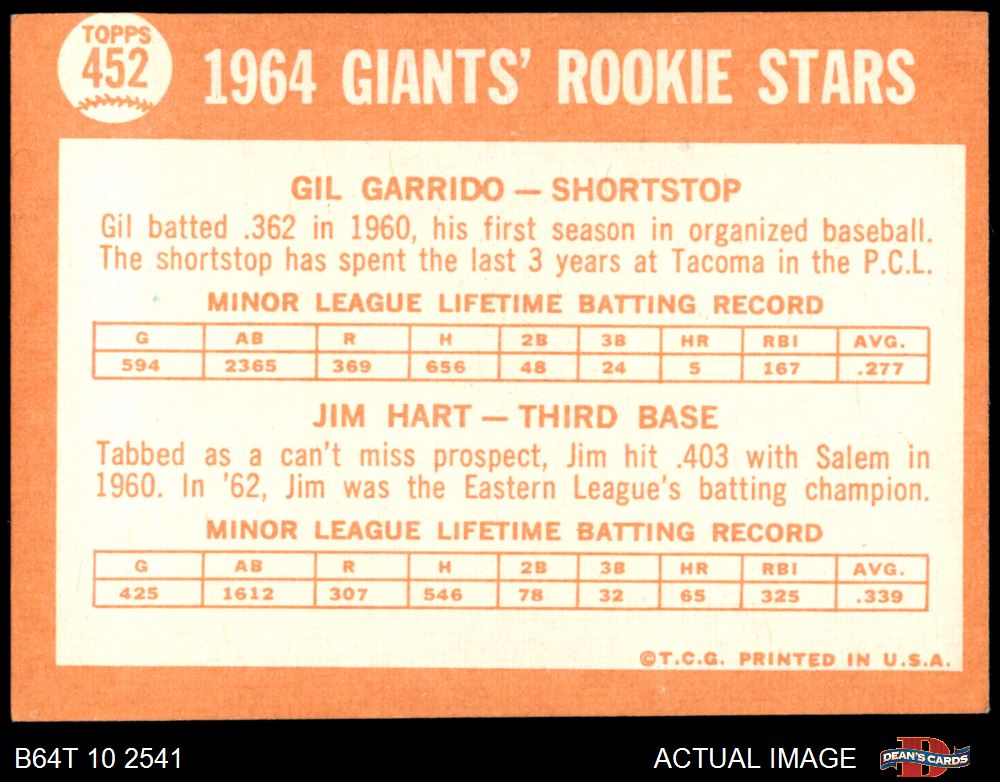 TOPPS
452
1964 GIANTS' ROOKIE STARS
GIL GARRIDO — SHORTSTOP
Gil batted .362 in 1960, his first season in organized baseball.
The shortstop has spent the last 3 years at Tacoma in the P.C.L.
MINOR LEAGUE LIFETIME BATTING RECORD
G AB R H 2B 3B HR RBI AVG.
594 2365 369 656 48 24 5 167 .277
JIM HART — THIRD BASE
Tabbed as a can't miss prospect, Jim hit .403 with Salem in
1960. In '62, Jim was the Eastern League's batting champion.
MINOR LEAGUE LIFETIME BATTING RECORD
G AB R H 2B 3B HR RBI AVG.
425 1612 307 546 78 32 65 325 .339
©T.C.G. PRINTED IN U.S.A.
B64T 10 2541
ACTUAL IMAGE
DEAN'S CARDS